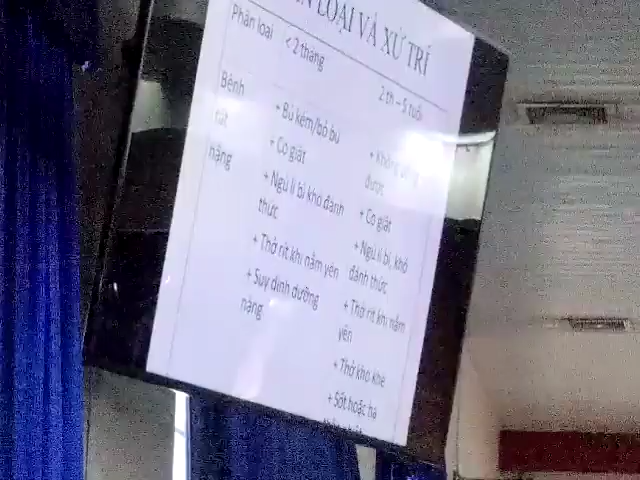 LOẠI VÀ XỬ TRÍ
Phân loại
< 2 tháng
2 th – 5 tuổi
Bệnh
rất
nặng
+ Bú kém/bỏ bú
+ Co giật
+ Ngủ li bì khó đánh
thức
+ Thở rít khi nằm yên
+ Suy dinh dưỡng
nặng
+ Không
được
+ Co giật
+ Ngủ li bì, khó
đánh thức
+ Thở rít khi nằm
yên
+ Thở khò khè
+ Sốt hoặc hạ